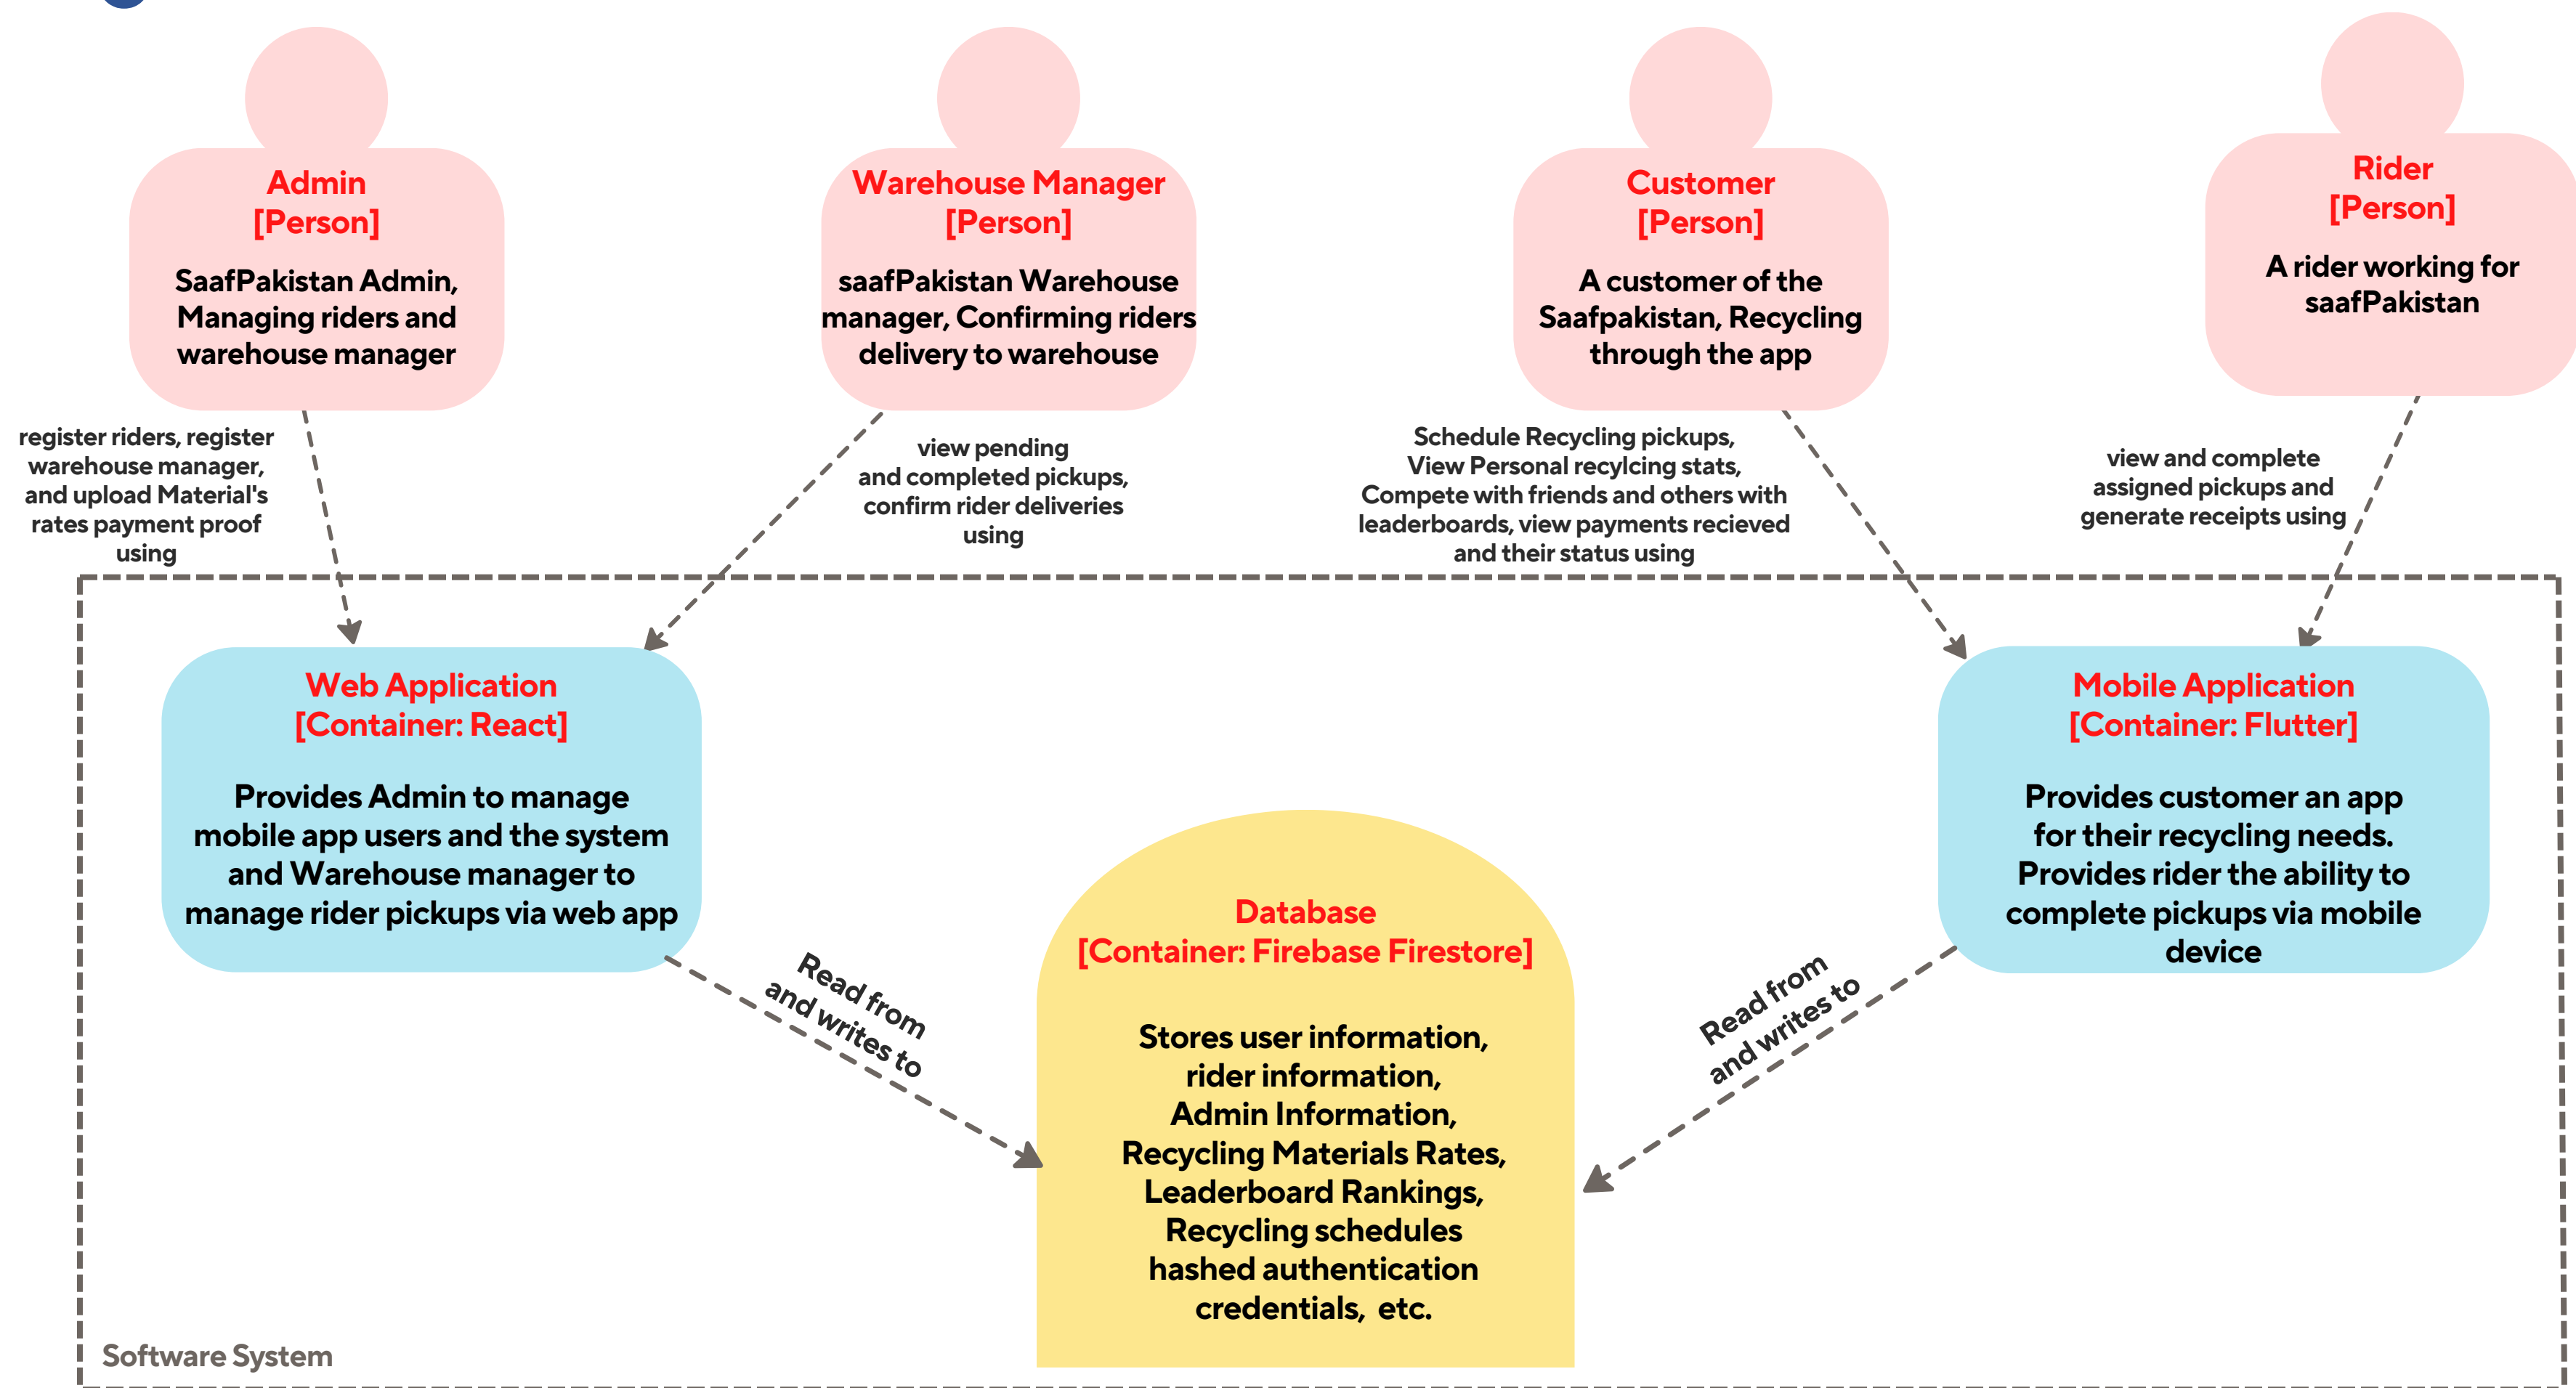 Admin
[Person]
SaafPakistan Admin,
Managing riders and
warehouse manager
Warehouse Manager
[Person]
saafPakistan Warehouse
manager, Confirming riders
delivery to warehouse
Customer
[Person]
A customer of the
Saafpakistan, Recycling
through the app
Rider
[Person]
A rider working for
saafPakistan
register riders, register
warehouse manager,
and upload Material's
rates payment proof
using
view pending
and completed pickups,
confirm rider deliveries
using
Schedule Recycling pickups,
View Personal recylcing stats,
Compete with friends and others with
leaderboards, view payments recieved
and their status using
view and complete
assigned pickups and
generate receipts using
Web Application
[Container: React]
Provides Admin to manage
mobile app users and the system
and Warehouse manager to
manage rider pickups via web app
Mobile Application
[Container: Flutter]
Provides customer an app
for their recycling needs.
Provides rider the ability to
complete pickups via mobile
device
Read from
and writes to
Database
[Container: Firebase Firestore]
Stores user information,
rider information,
Admin Information,
Recycling Materials Rates,
Leaderboard Rankings,
Recycling schedules
hashed authentication
credentials, etc.
Read from
and writes to
Software System